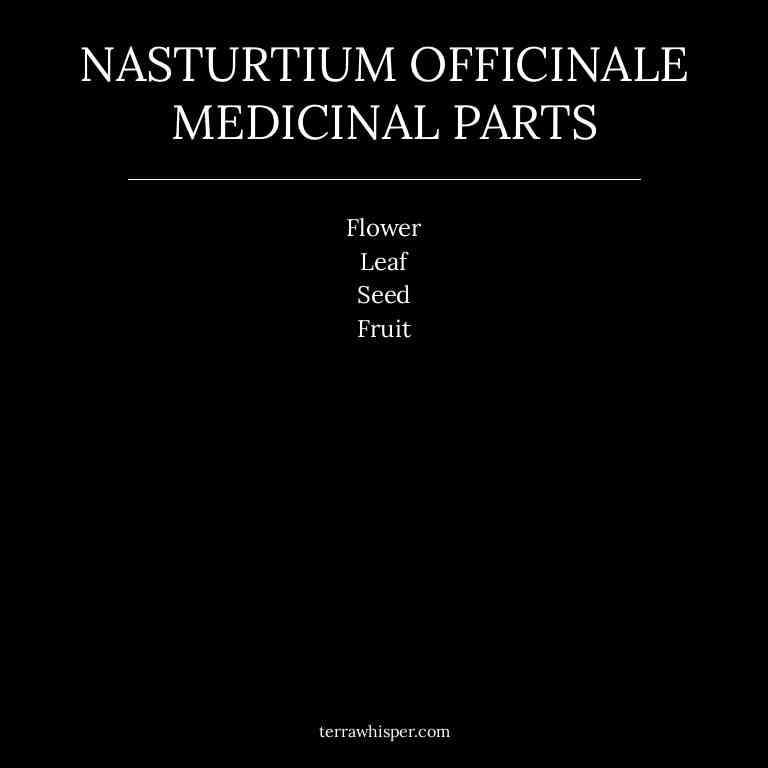 NASTURTIUM OFFICINALE
MEDICINAL PARTS
Flower
Leaf
Seed
Fruit
terrawhisper.com